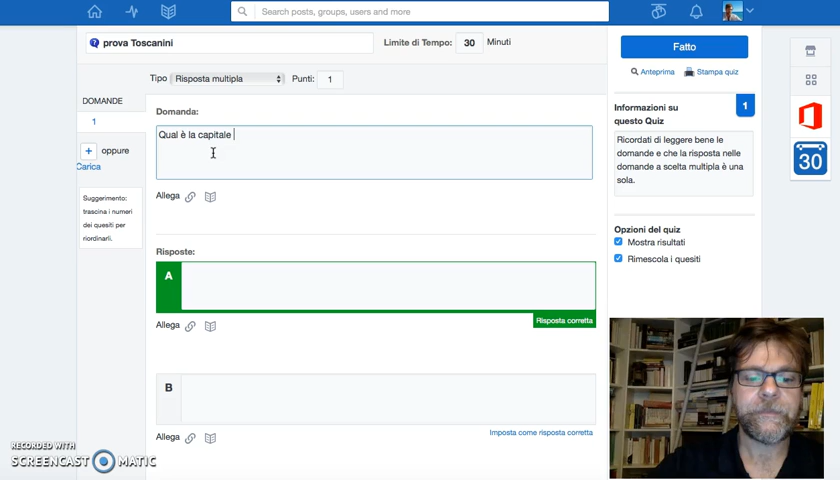 Search posts, groups, users and more
prova Toscanini
Limite di Tempo:
30
Minuti
Fatto
Tipo
Risposta multipla
Punti:
1
Anteprima
Stampa quiz
DOMANDE
1
+
oppure
Carica
Suggerimento:
trascina i numeri
dei quesiti per
riordinarli.
Domanda:
Qual è la capitale
Allega
Risposte:
A
Risposta corretta
Allega
B
Imposta come risposta corretta
Allega
Informazioni su
questo Quiz
1
Ricordati di leggere bene le
domande e che la risposta nelle
domande a scelta multipla è una
sola.
Opzioni del quiz
Mostra risultati
Rimescola i quesiti
30
RECORDED WITH
SCREENCAST MATIC